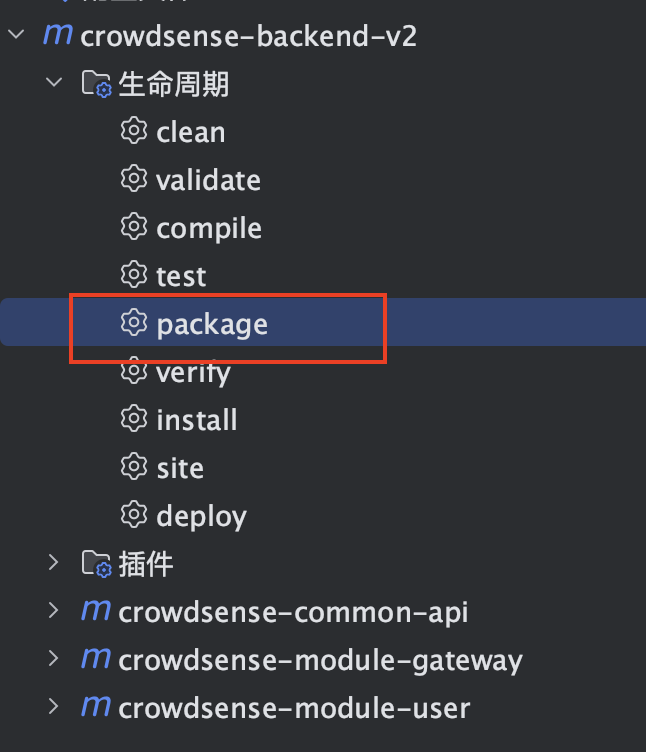 m crowdsense-backend-v2
生命周期
clean
validate
compile
test
package
verify
install
site
deploy
插件
m crowdsense-common-api
m crowdsense-module-gateway
m crowdsense-module-user